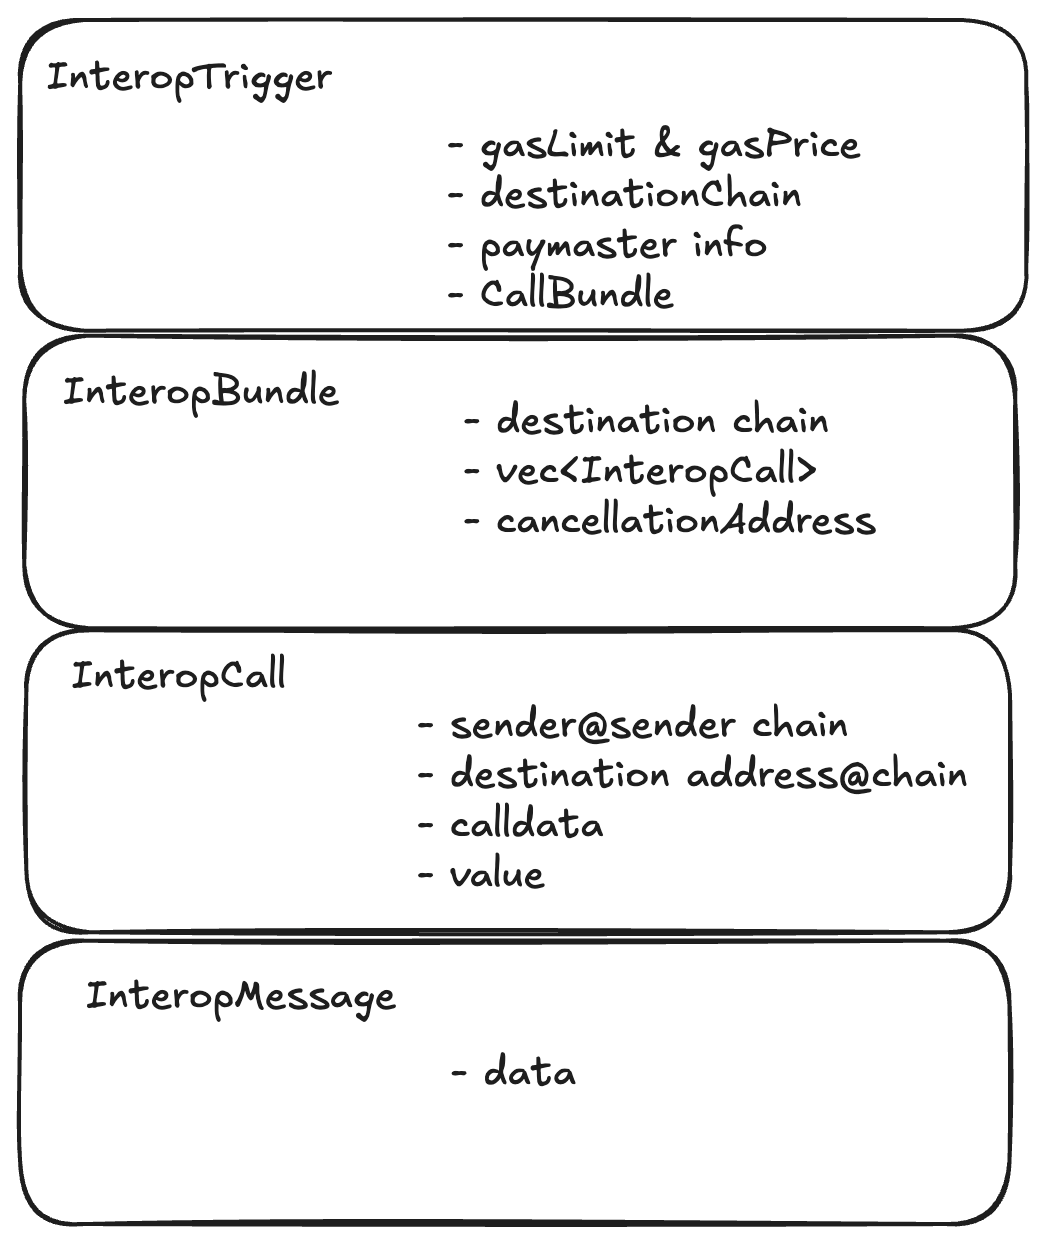 InteropTrigger
- gasLimit & gasPrice
- destinationChain
- paymaster info
- CallBundle
InteropBundle
- destination chain
- vec<InteropCall>
- cancellationAddress
InteropCall
- sender@sender chain
- destination address@chain
- calldata
- value
InteropMessage
- data